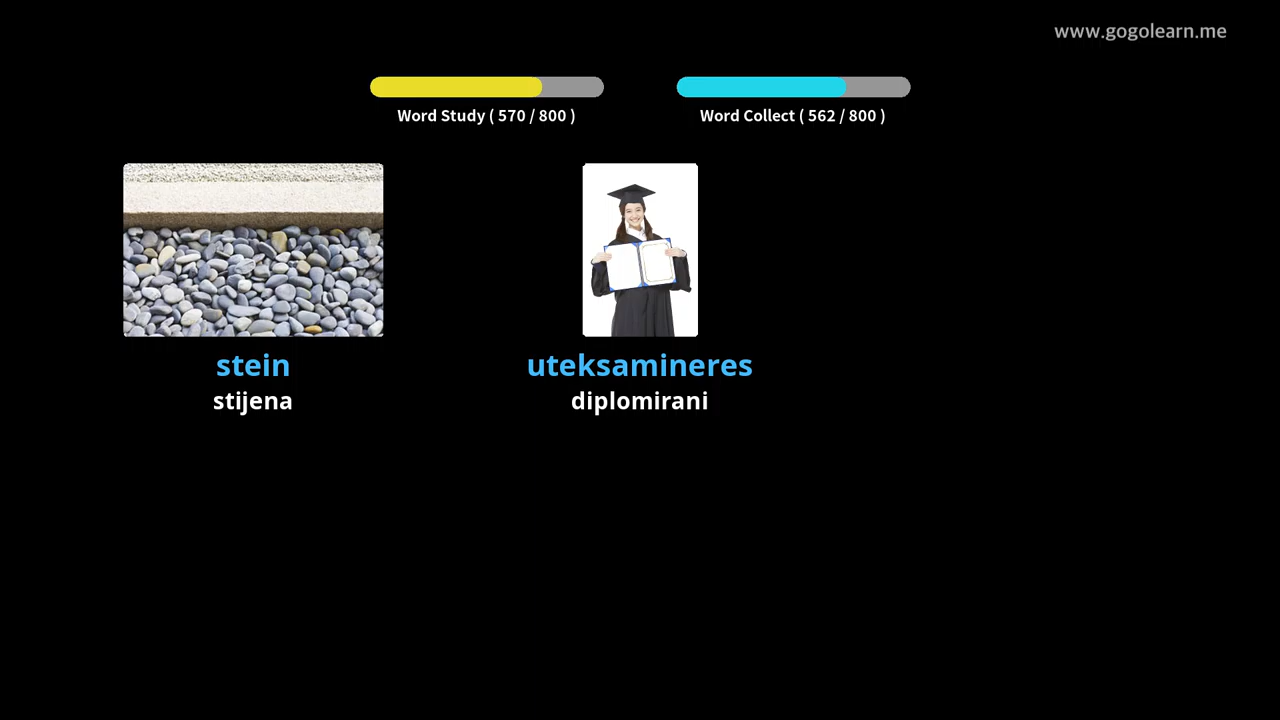 www.gogolearn.me
Word Study ( 570 / 800 )
Word Collect ( 562 / 800 )
stein
stijena
uteksamineres
diplomirani